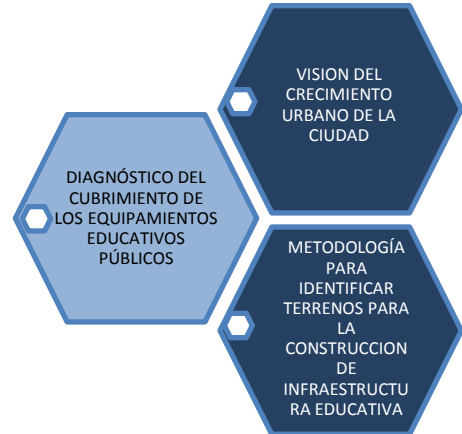 VISION DEL
CRECIMIENTO
URBANO DE LA
CIUDAD
DIAGNÓSTICO DEL
CUBRIMIENTO DE
LOS EQUIPAMIENTOS
EDUCATIVOS
PÚBLICOS
METODOLOGÍA
PARA
IDENTIFICAR
TERRENOS PARA
LA
CONSTRUCCION
DE
INFRAESTRUCTU
RA EDUCATIVA